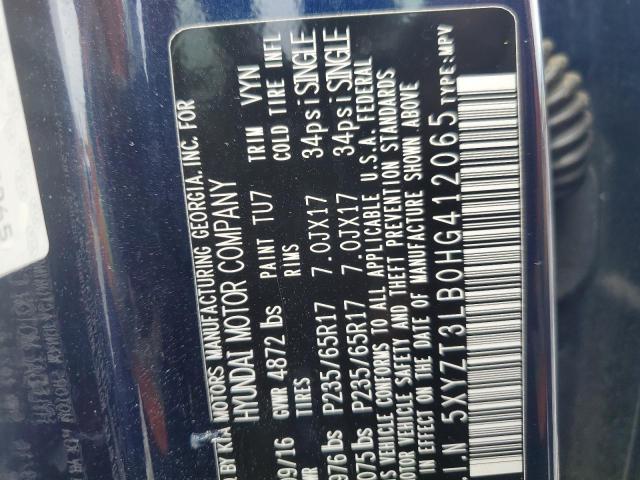 D BY KIA MOTORS MANUFACTURING GEORGIA, INC. FOR
HYUNDAI MOTOR COMPANY
09/16 GWR 4872 lbs PAINT TU7 TRIM VYN
WR TIRES RIMS COLD TIRE INFL
976 lbs P235/65R17 7.0JX17 34psi SINGLE
075 lbs P235/65R17 7.0JX17 34psi SINGLE
IS VEHICLE CONFORMS TO ALL APPLICABLE U.S.A. FEDERAL
MOTOR VEHICLE SAFETY AND THEFT PREVENTION STANDARDS
EFFECT ON THE DATE OF MANUFACTURE SHOWN ABOVE
V.I.N 5XYZT3LB0HG412065 TYPE:MPV